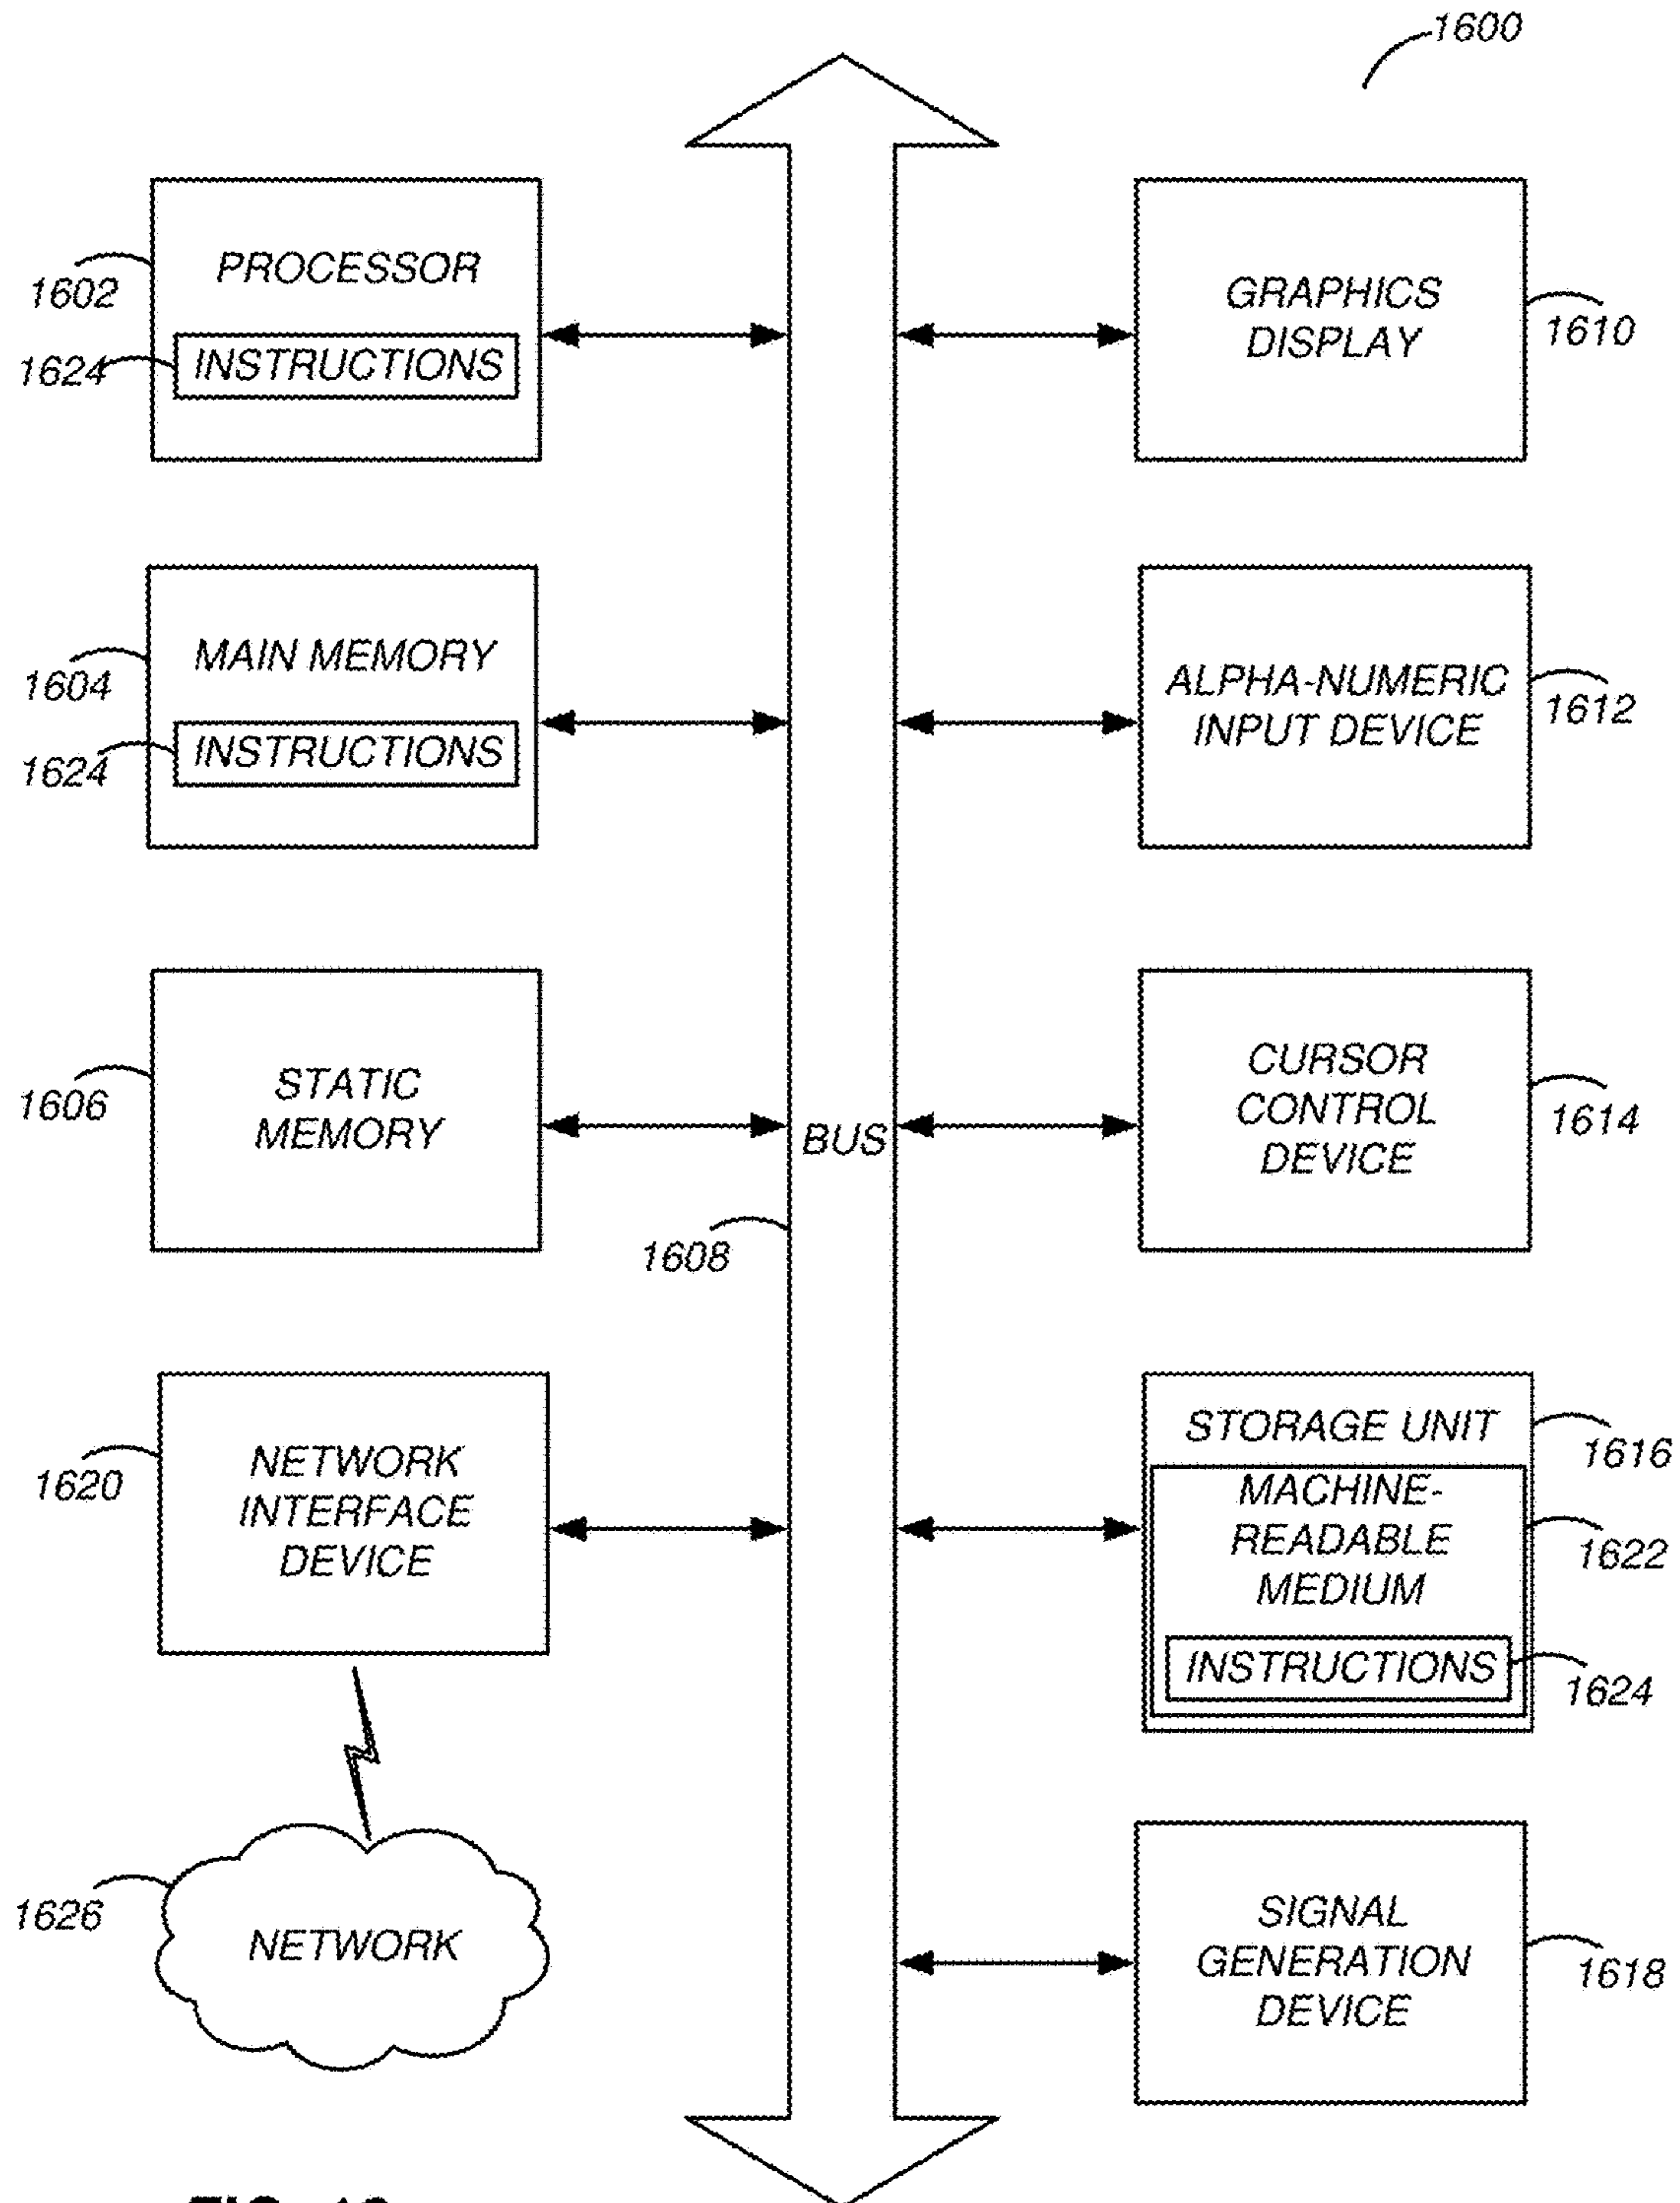 1600
PROCESSOR
1602
1624
INSTRUCTIONS
GRAPHICS
DISPLAY
1610
MAIN MEMORY
1604
1624
INSTRUCTIONS
ALPHA-NUMERIC
INPUT DEVICE
1612
STATIC
MEMORY
1606
BUS
1608
CURSOR
CONTROL
DEVICE
1614
NETWORK
INTERFACE
DEVICE
1620
STORAGE UNIT
1616
MACHINE-
READABLE
MEDIUM
1622
INSTRUCTIONS
1624
1626
NETWORK
SIGNAL
GENERATION
DEVICE
1618